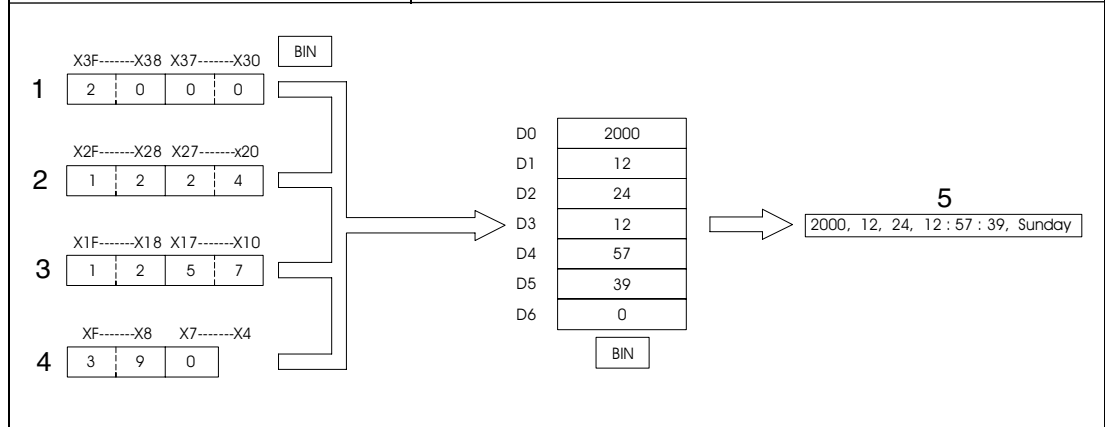 X3F-------X38 X37-------X30
BIN
1 2 0 0 0
X2F-------X28 X27-------x20
2 1 2 2 4
X1F-------X18 X17-------X10
3 1 2 5 7
XF-------X8 X7-------X4
4 3 9 0
D0 2000
D1 12
D2 24
D3 12
D4 57
D5 39
D6 0
BIN
5
2000, 12, 24, 12:57:39, Sunday